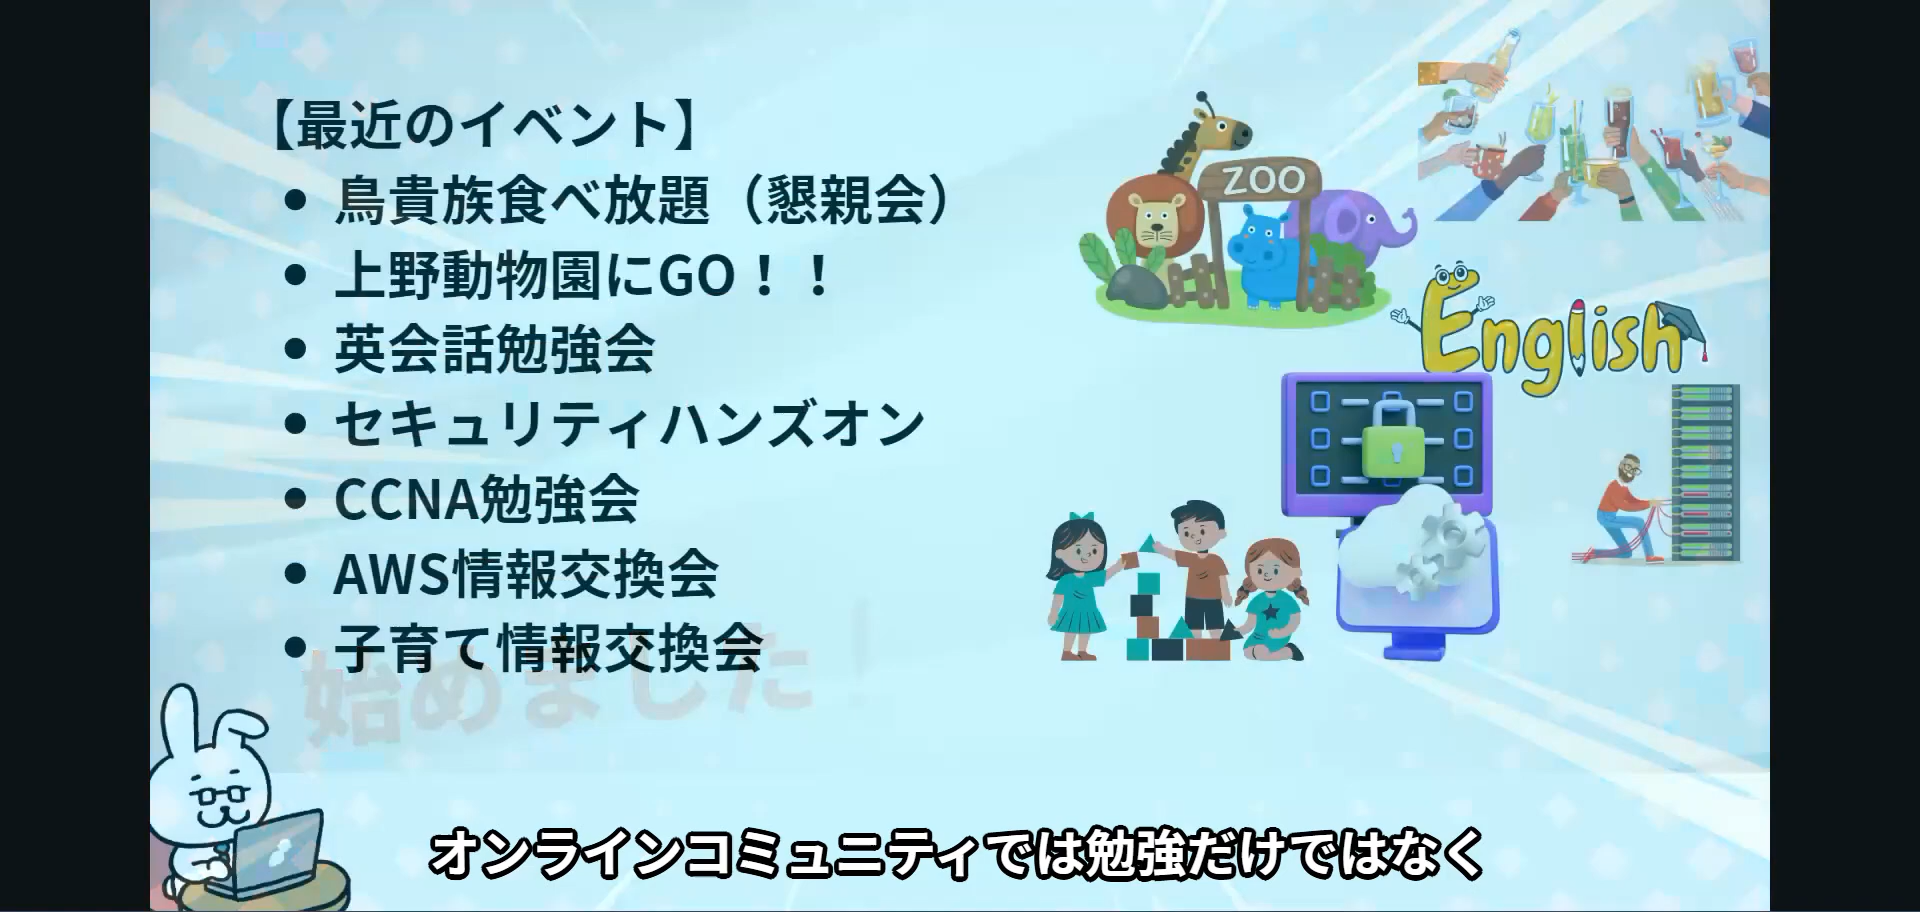 【最近のイベント】
• 鳥貴族食べ放題（懇親会）
• 上野動物園にGO！！
• 英会話勉強会
• セキュリティハンズオン
• CCNA勉強会
• AWS情報交換会
• 子育て情報交換会
始めました！
ZOO
English
オンラインコミュニティでは勉強だけではなく